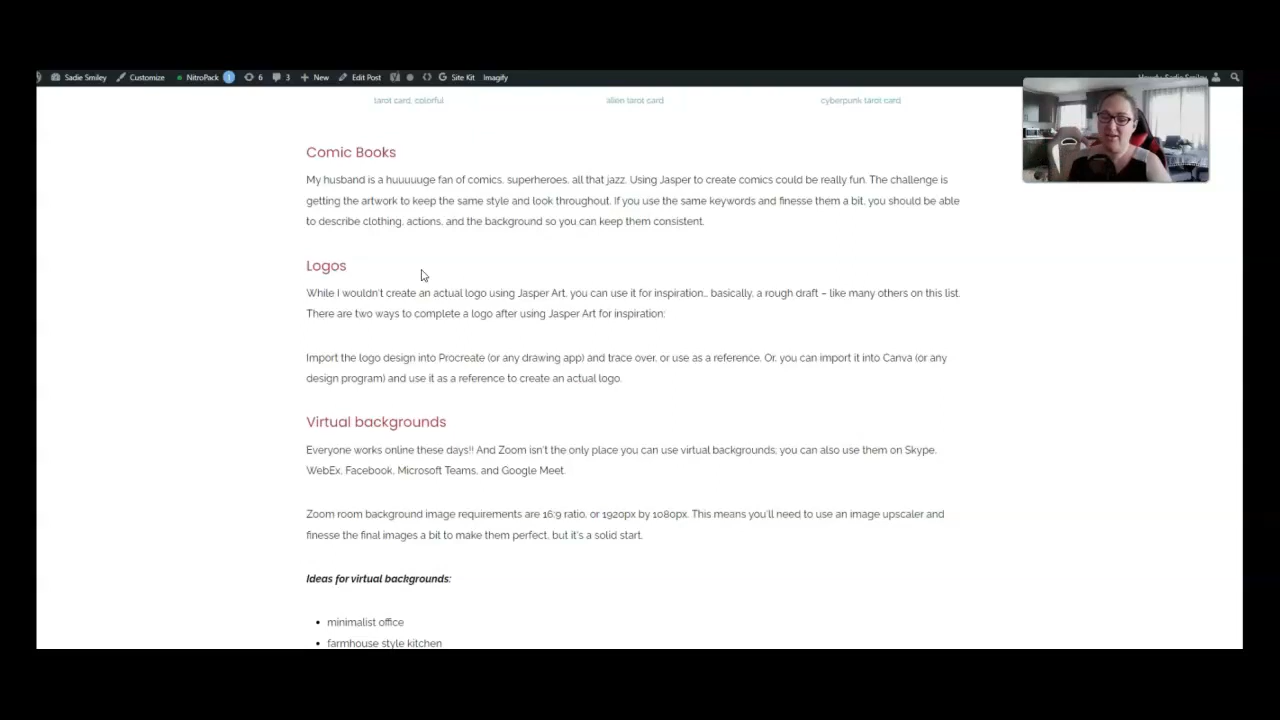 Sadie Smiley Customize NitroPack 1 6 3 New Edit Post Site Kit Imagify
tarot card, colorful alien tarot card cyberpunk tarot card
Comic Books
My husband is a huuuuuge fan of comics, superheroes, all that jazz. Using Jasper to create comics could be really fun. The challenge is
getting the artwork to keep the same style and look throughout. If you use the same keywords and finesse them a bit, you should be able
to describe clothing, actions, and the background so you can keep them consistent.
Logos
While I wouldn't create an actual logo using Jasper Art, you can use it for inspiration… basically, a rough draft – like many others on this list.
There are two ways to complete a logo after using Jasper Art for inspiration:
Import the logo design into Procreate (or any drawing app) and trace over, or use as a reference. Or, you can import it into Canva (or any
design program) and use it as a reference to create an actual logo.
Virtual backgrounds
Everyone works online these days!! And Zoom isn't the only place you can use virtual backgrounds; you can also use them on Skype,
WebEx, Facebook, Microsoft Teams, and Google Meet.
Zoom room background image requirements are 16:9 ratio, or 1920px by 1080px. This means you'll need to use an image upscaler and
finesse the final images a bit to make them perfect, but it's a solid start.
Ideas for virtual backgrounds:
• minimalist office
• farmhouse style kitchen